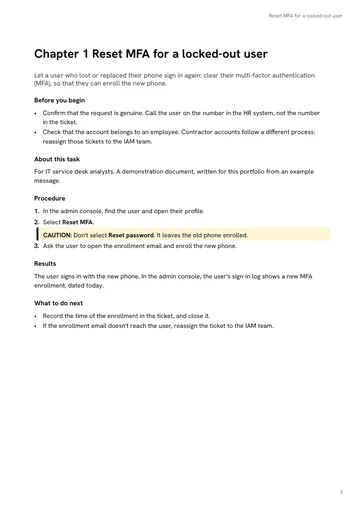 Reset MFA for a locked-out user
Chapter 1 Reset MFA for a locked-out user
Let a user who lost or replaced their phone sign in again: clear their multi-factor authentication
(MFA), so that they can enroll the new phone.
Before you begin
• Confirm that the request is genuine. Call the user on the number in the HR system, not the number
in the ticket.
• Check that the account belongs to an employee. Contractor accounts follow a different process:
reassign those tickets to the IAM team.
About this task
For IT service desk analysts. A demonstration document, written for this portfolio from an example
message.
Procedure
1. In the admin console, find the user and open their profile.
2. Select Reset MFA.
CAUTION: Don't select Reset password. It leaves the old phone enrolled.
3. Ask the user to open the enrollment email and enroll the new phone.
Results
The user signs in with the new phone. In the admin console, the user's sign-in log shows a new MFA
enrollment, dated today.
What to do next
• Record the time of the enrollment in the ticket, and close it.
• If the enrollment email doesn't reach the user, reassign the ticket to the IAM team.
3